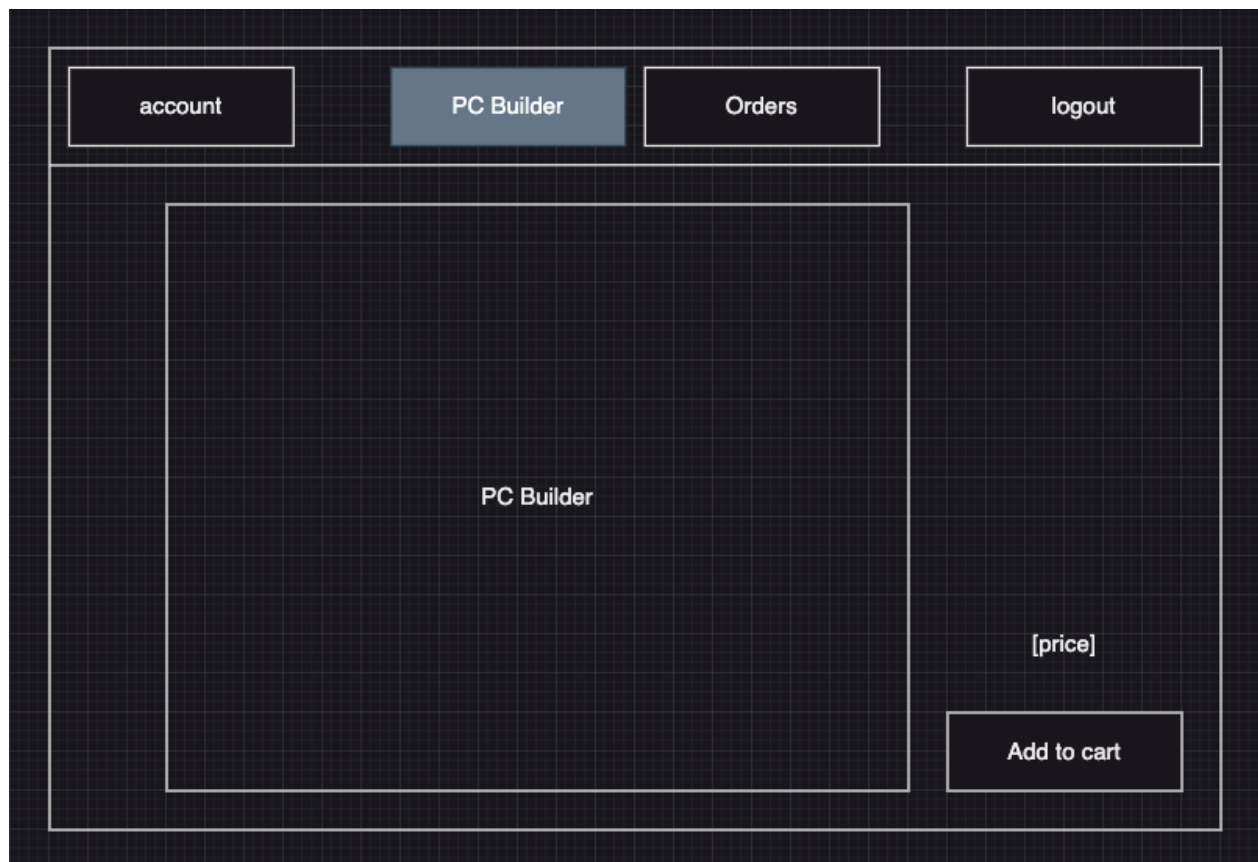 account
PC Builder
Orders
logout
PC Builder
[price]
Add to cart